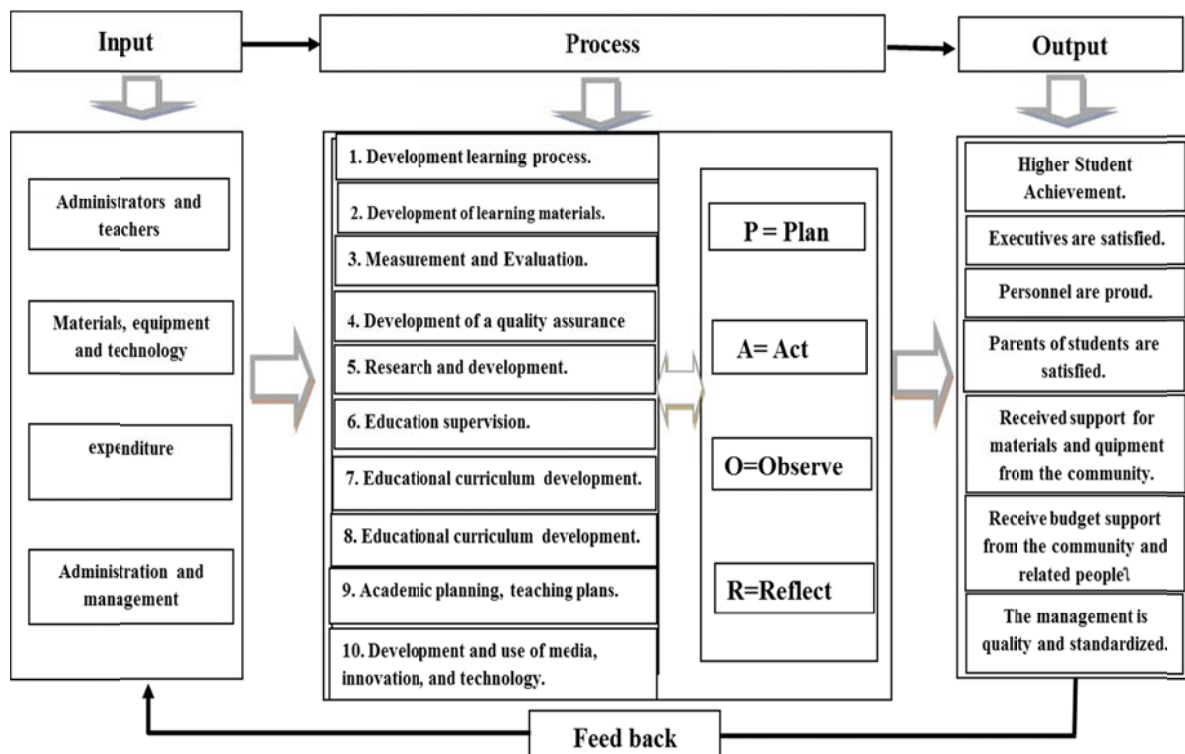 Input
Process
Output
Administrators and
teachers
Materials, equipment
and technology
expenditure
Administration and
management
1. Development learning process.
2. Development of learning materials.
3. Measurement and Evaluation.
4. Development of a quality assurance
5. Research and development.
6. Education supervision.
7. Educational curriculum development.
8. Educational curriculum development.
9. Academic planning, teaching plans.
10. Development and use of media,
innovation, and technology.
P = Plan
A= Act
O=Observe
R=Reflect
Higher Student
Achievement.
Executives are satisfied.
Personnel are proud.
Parents of students are
satisfied.
Received support for
materials and quipment
from the community.
Receive budget support
from the community and
related people1
The management is
quality and standardized.
Feed back